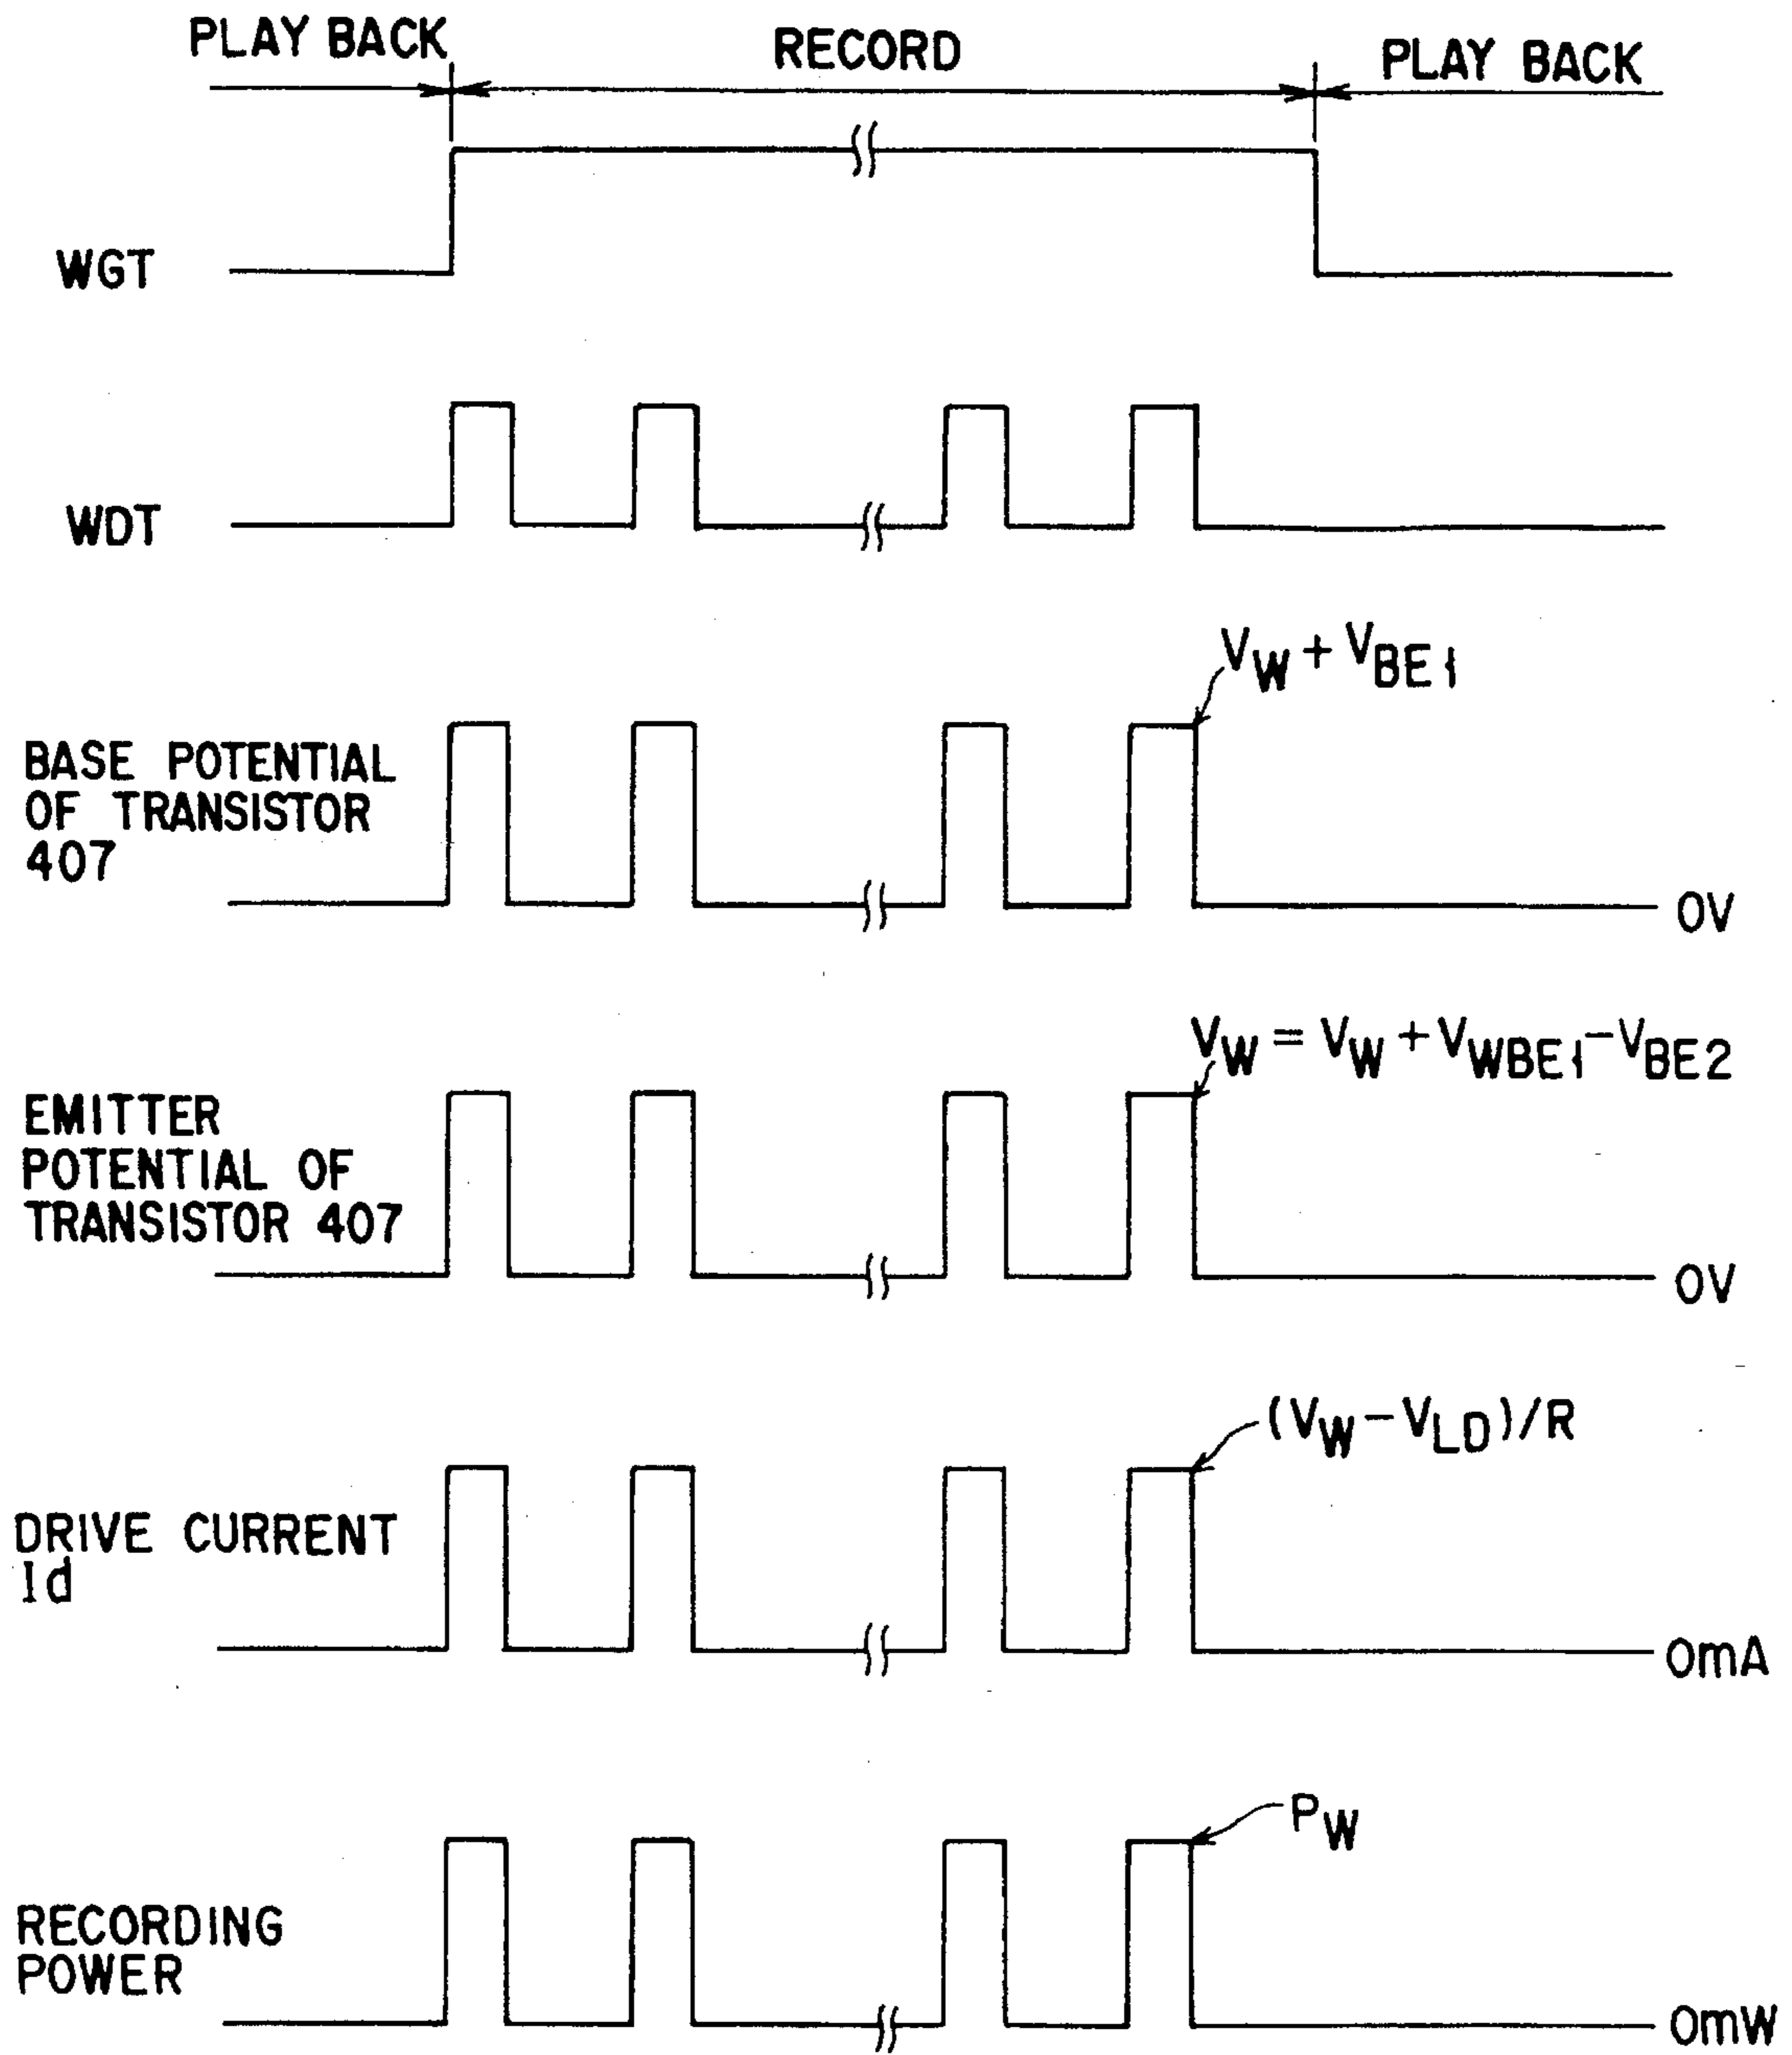 PLAY BACK
RECORD
PLAY BACK
WGT
WDT
VW + VBE1
BASE POTENTIAL
OF TRANSISTOR
407
0V
VW = VW + VWBE1 - VBE2
EMITTER
POTENTIAL OF
TRANSISTOR 407
0V
(VW - VLD)/R
DRIVE CURRENT
Id
0mA
PW
RECORDING
POWER
0mW